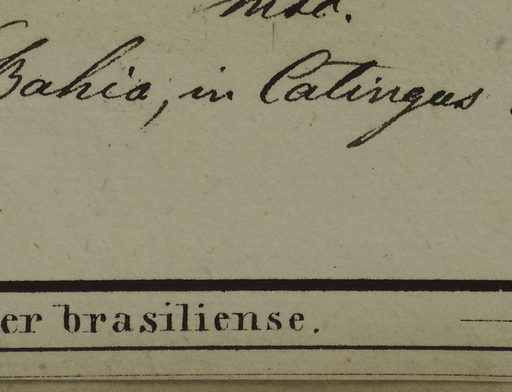 Bahia, in Catingas
er brasiliense.